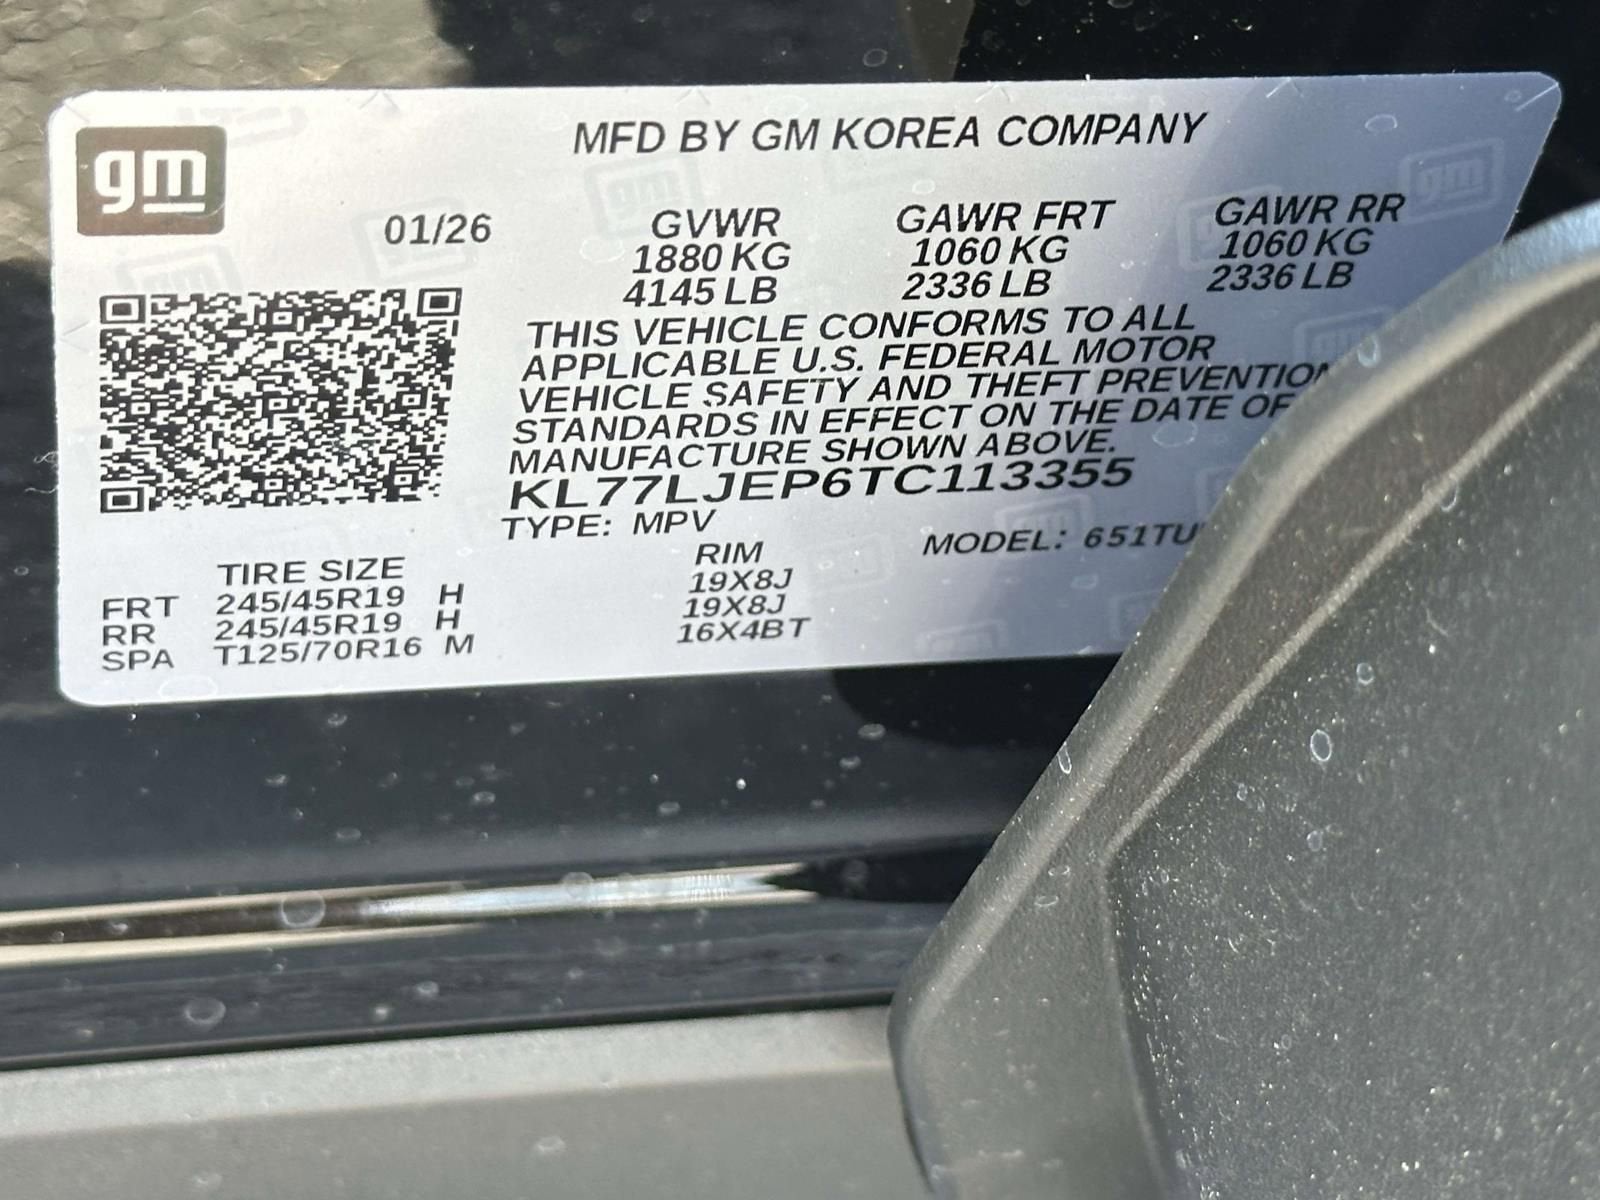 gm
MFD BY GM KOREA COMPANY
01/26
GVWR GAWR FRT GAWR RR
1880 KG 1060 KG 1060 KG
4145 LB 2336 LB 2336 LB
THIS VEHICLE CONFORMS TO ALL
APPLICABLE U.S. FEDERAL MOTOR
VEHICLE SAFETY AND THEFT PREVENTION
STANDARDS IN EFFECT ON THE DATE OF
MANUFACTURE SHOWN ABOVE.
KL77LJEP6TC113355
TYPE: MPV MODEL:
TIRE SIZE RIM
FRT 245/45R19 H 19X8J
RR 245/45R19 H 19X8J
SPA T125/70R16 M 16X4BT